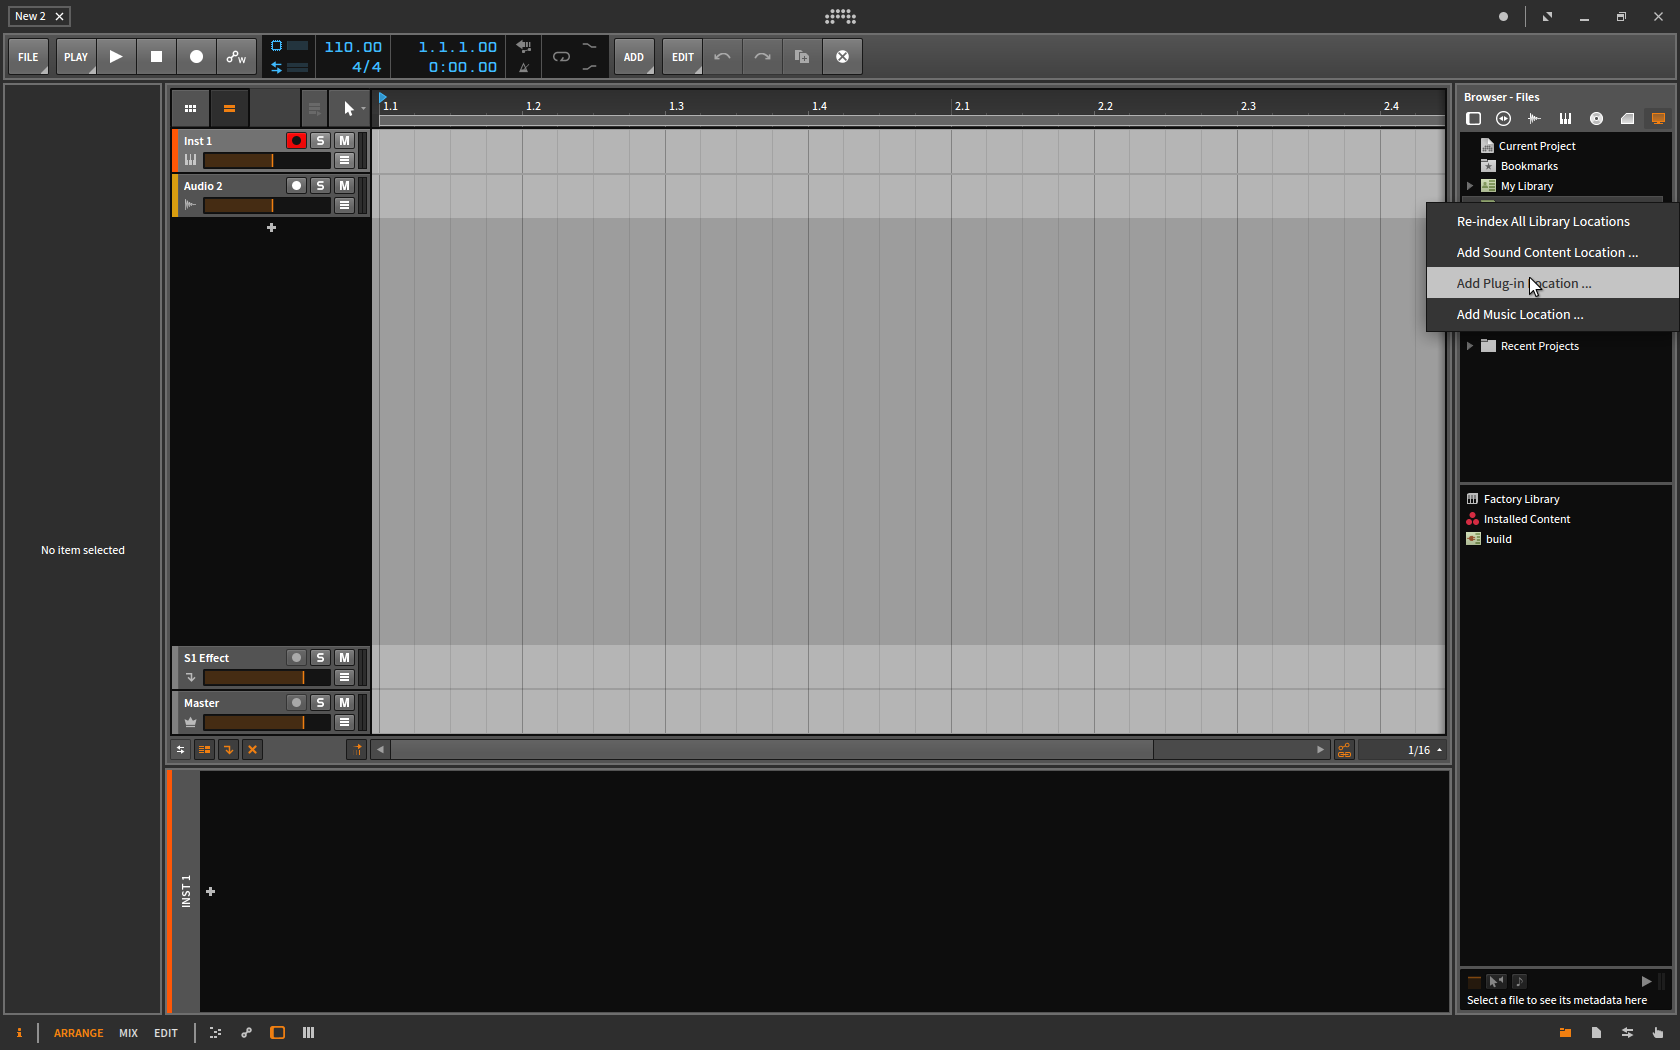 New 2
FILE
PLAY
110.00
4/4
1.1.1.00
0:00.00
ADD
EDIT
Browser - Files
1.1
1.2
1.3
1.4
2.1
2.2
2.3
2.4
Inst 1
S
M
Audio 2
S
M
Current Project
Bookmarks
My Library
Re-index All Library Locations
Add Sound Content Location ...
Add Plug-in Location ...
Add Music Location ...
Recent Projects
Factory Library
Installed Content
build
No item selected
S1 Effect
S
M
Master
S
M
1/16
INST 1
Select a file to see its metadata here
i
ARRANGE
MIX
EDIT